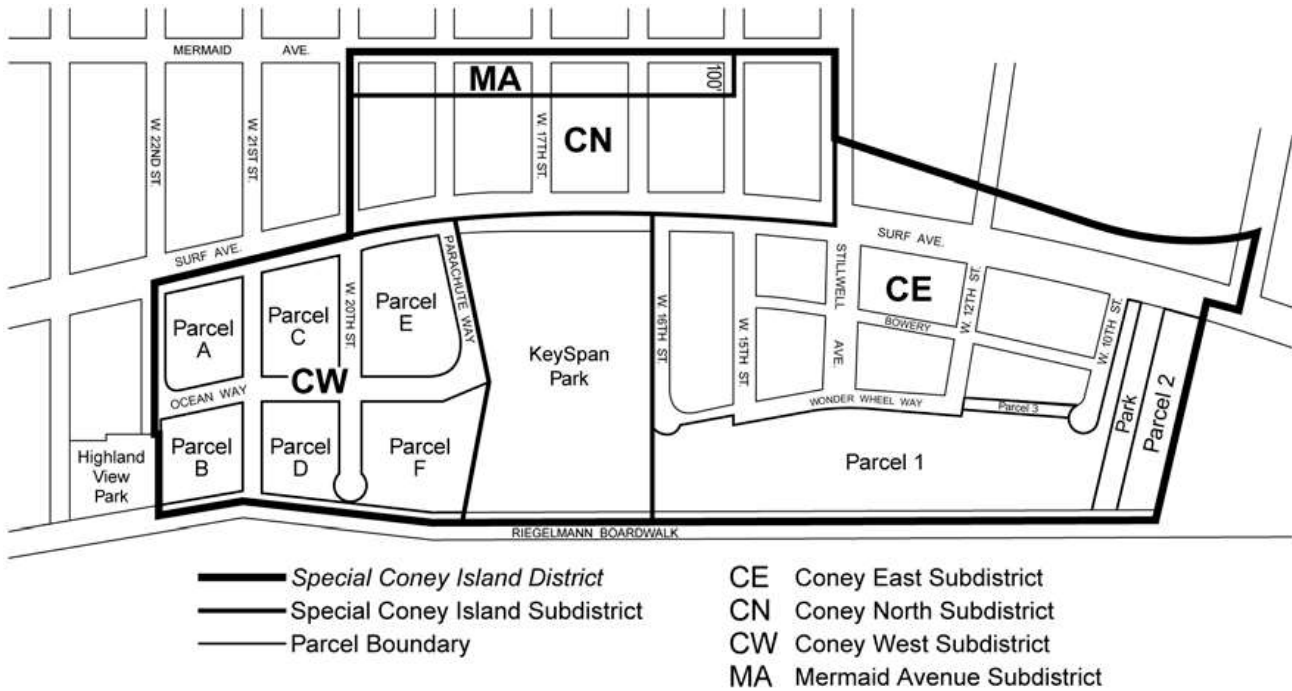 MERMAID AVE.
MA
100'
CN
W. 22ND ST.
W. 21ST ST.
W. 17TH ST.
SURF AVE.
SURF AVE.
PARACHUTE WAY
STILLWELL AVE.
W. 12TH ST.
CE
BOWERY
W. 10TH ST.
Parcel A
Parcel C
W. 20TH ST.
Parcel E
KeySpan Park
W. 16TH ST.
W. 15TH ST.
CW
OCEAN WAY
WONDER WHEEL WAY
Parcel 3
Park
Parcel 2
Highland View Park
Parcel B
Parcel D
Parcel F
Parcel 1
RIEGELMANN BOARDWALK
Special Coney Island District
Special Coney Island Subdistrict
Parcel Boundary
CE Coney East Subdistrict
CN Coney North Subdistrict
CW Coney West Subdistrict
MA Mermaid Avenue Subdistrict